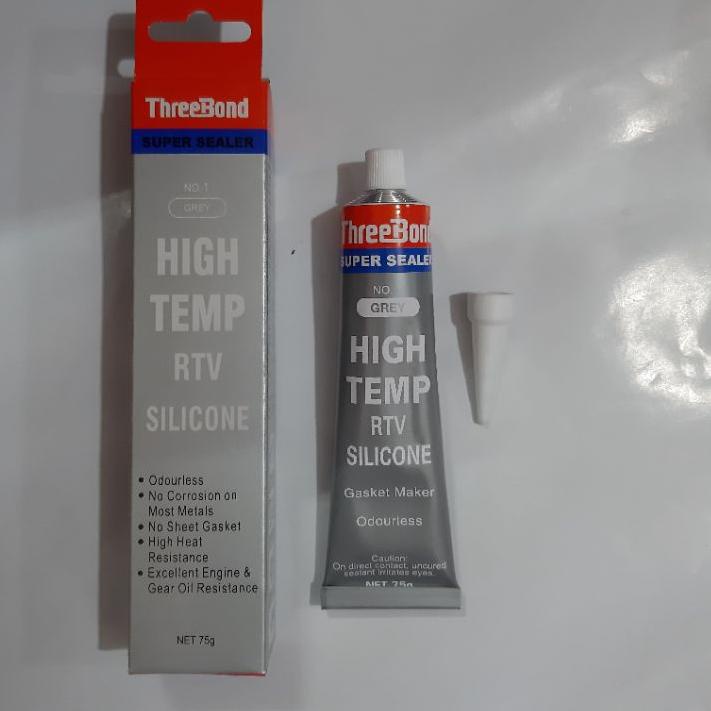 ThreeBond
SUPER SEALER
NO.1
GREY
HIGH
TEMP
RTV
SILICONE
• Odourless
• No Corrosion on
Most Metals
• No Sheet Gasket
• High Heat
Resistance
• Excellent Engine &
Gear Oil Resistance
NET 75g
ThreeBond
SUPER SEALER
NO.
GREY
HIGH
TEMP
RTV
SILICONE
Gasket Maker
Odourless
Caution:
On direct contact, uncured
sealant irritates eyes.
NET 75g